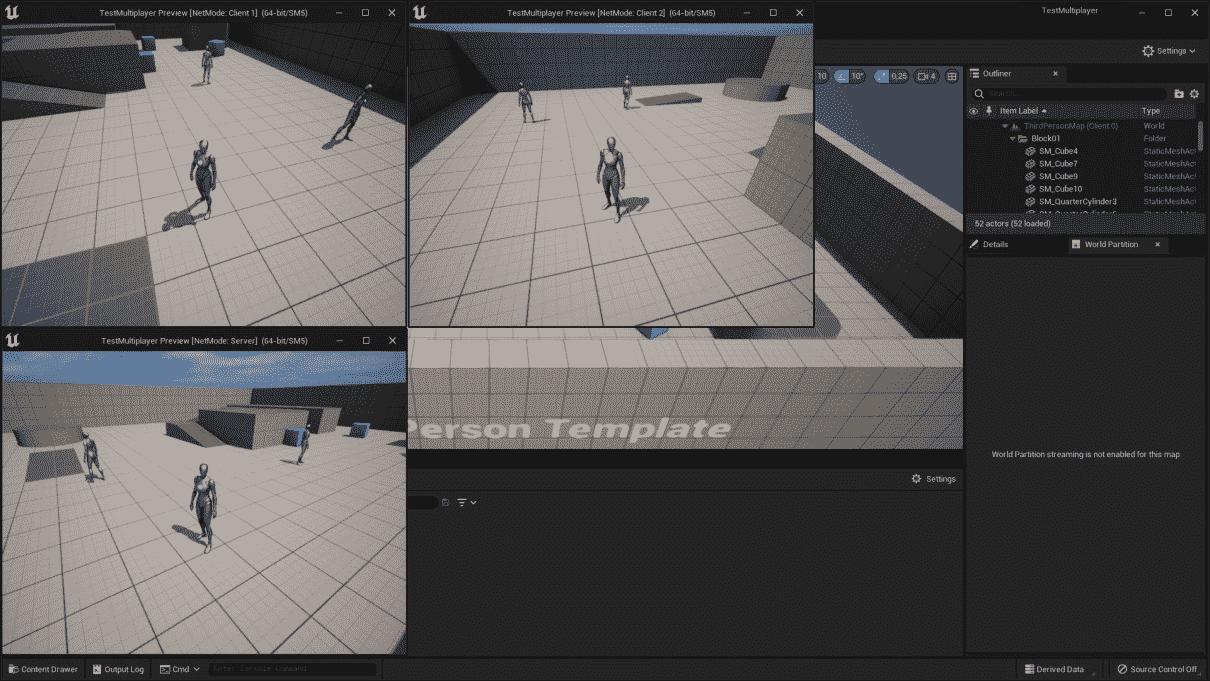 TestMultiplayer Preview [NetMode: Client 1] (64-bit/SM5)
TestMultiplayer Preview [NetMode: Client 2] (64-bit/SM5)
TestMultiplayer
Settings
10
10°
0,25
4
Outliner
Search...
Item Label
Type
ThirdPersonMap (Client 0)
World
Block01
Folder
SM_Cube4
StaticMeshAct
SM_Cube7
StaticMeshAct
SM_Cube9
StaticMeshAct
SM_Cube10
StaticMeshAct
SM_QuarterCylinder3
StaticMeshAct
52 actors (52 loaded)
Details
World Partition
TestMultiplayer Preview [NetMode: Server] (64-bit/SM5)
Person Template
World Partition streaming is not enabled for this map
Settings
Content Drawer
Output Log
Cmd
Enter Console Command
Derived Data
Source Control Off